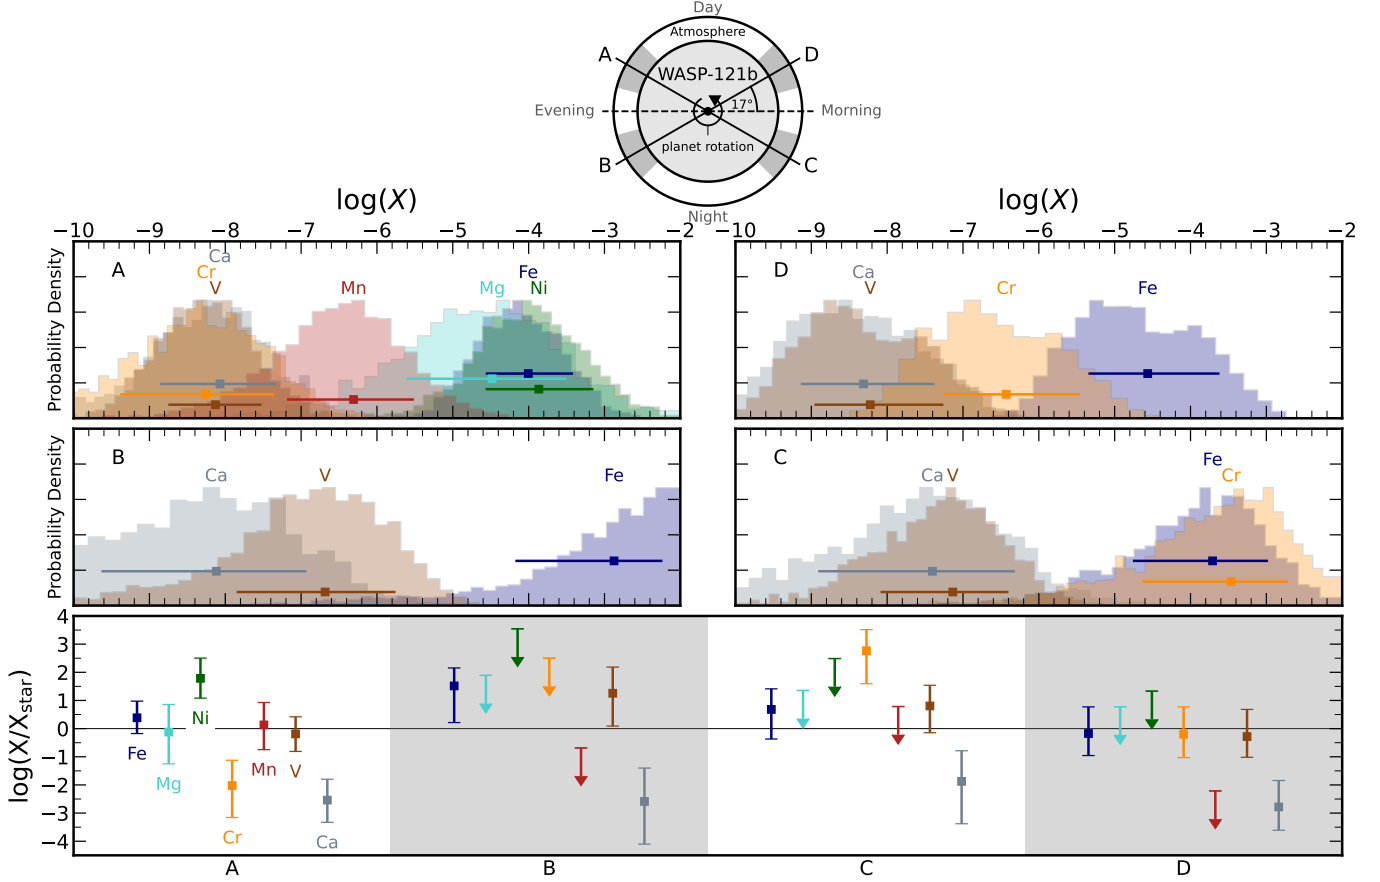 Day
Atmosphere
A
D
WASP-121b
17°
Evening
Morning
planet rotation
B
C
Night
log(X)
log(X)
−10 −9 −8 −7 −6 −5 −4 −3 −2
−10 −9 −8 −7 −6 −5 −4 −3 −2
Probability Density
A
Ca
Cr
V
Mn
Mg
Fe
Ni
D
Ca
V
Cr
Fe
Probability Density
B
Ca
V
Fe
C
Ca V
Fe
Cr
log(X/Xstar)
4
3
2
1
0
−1
−2
−3
−4
Fe
Mg
Ni
Cr
Mn
V
Ca
A B C D